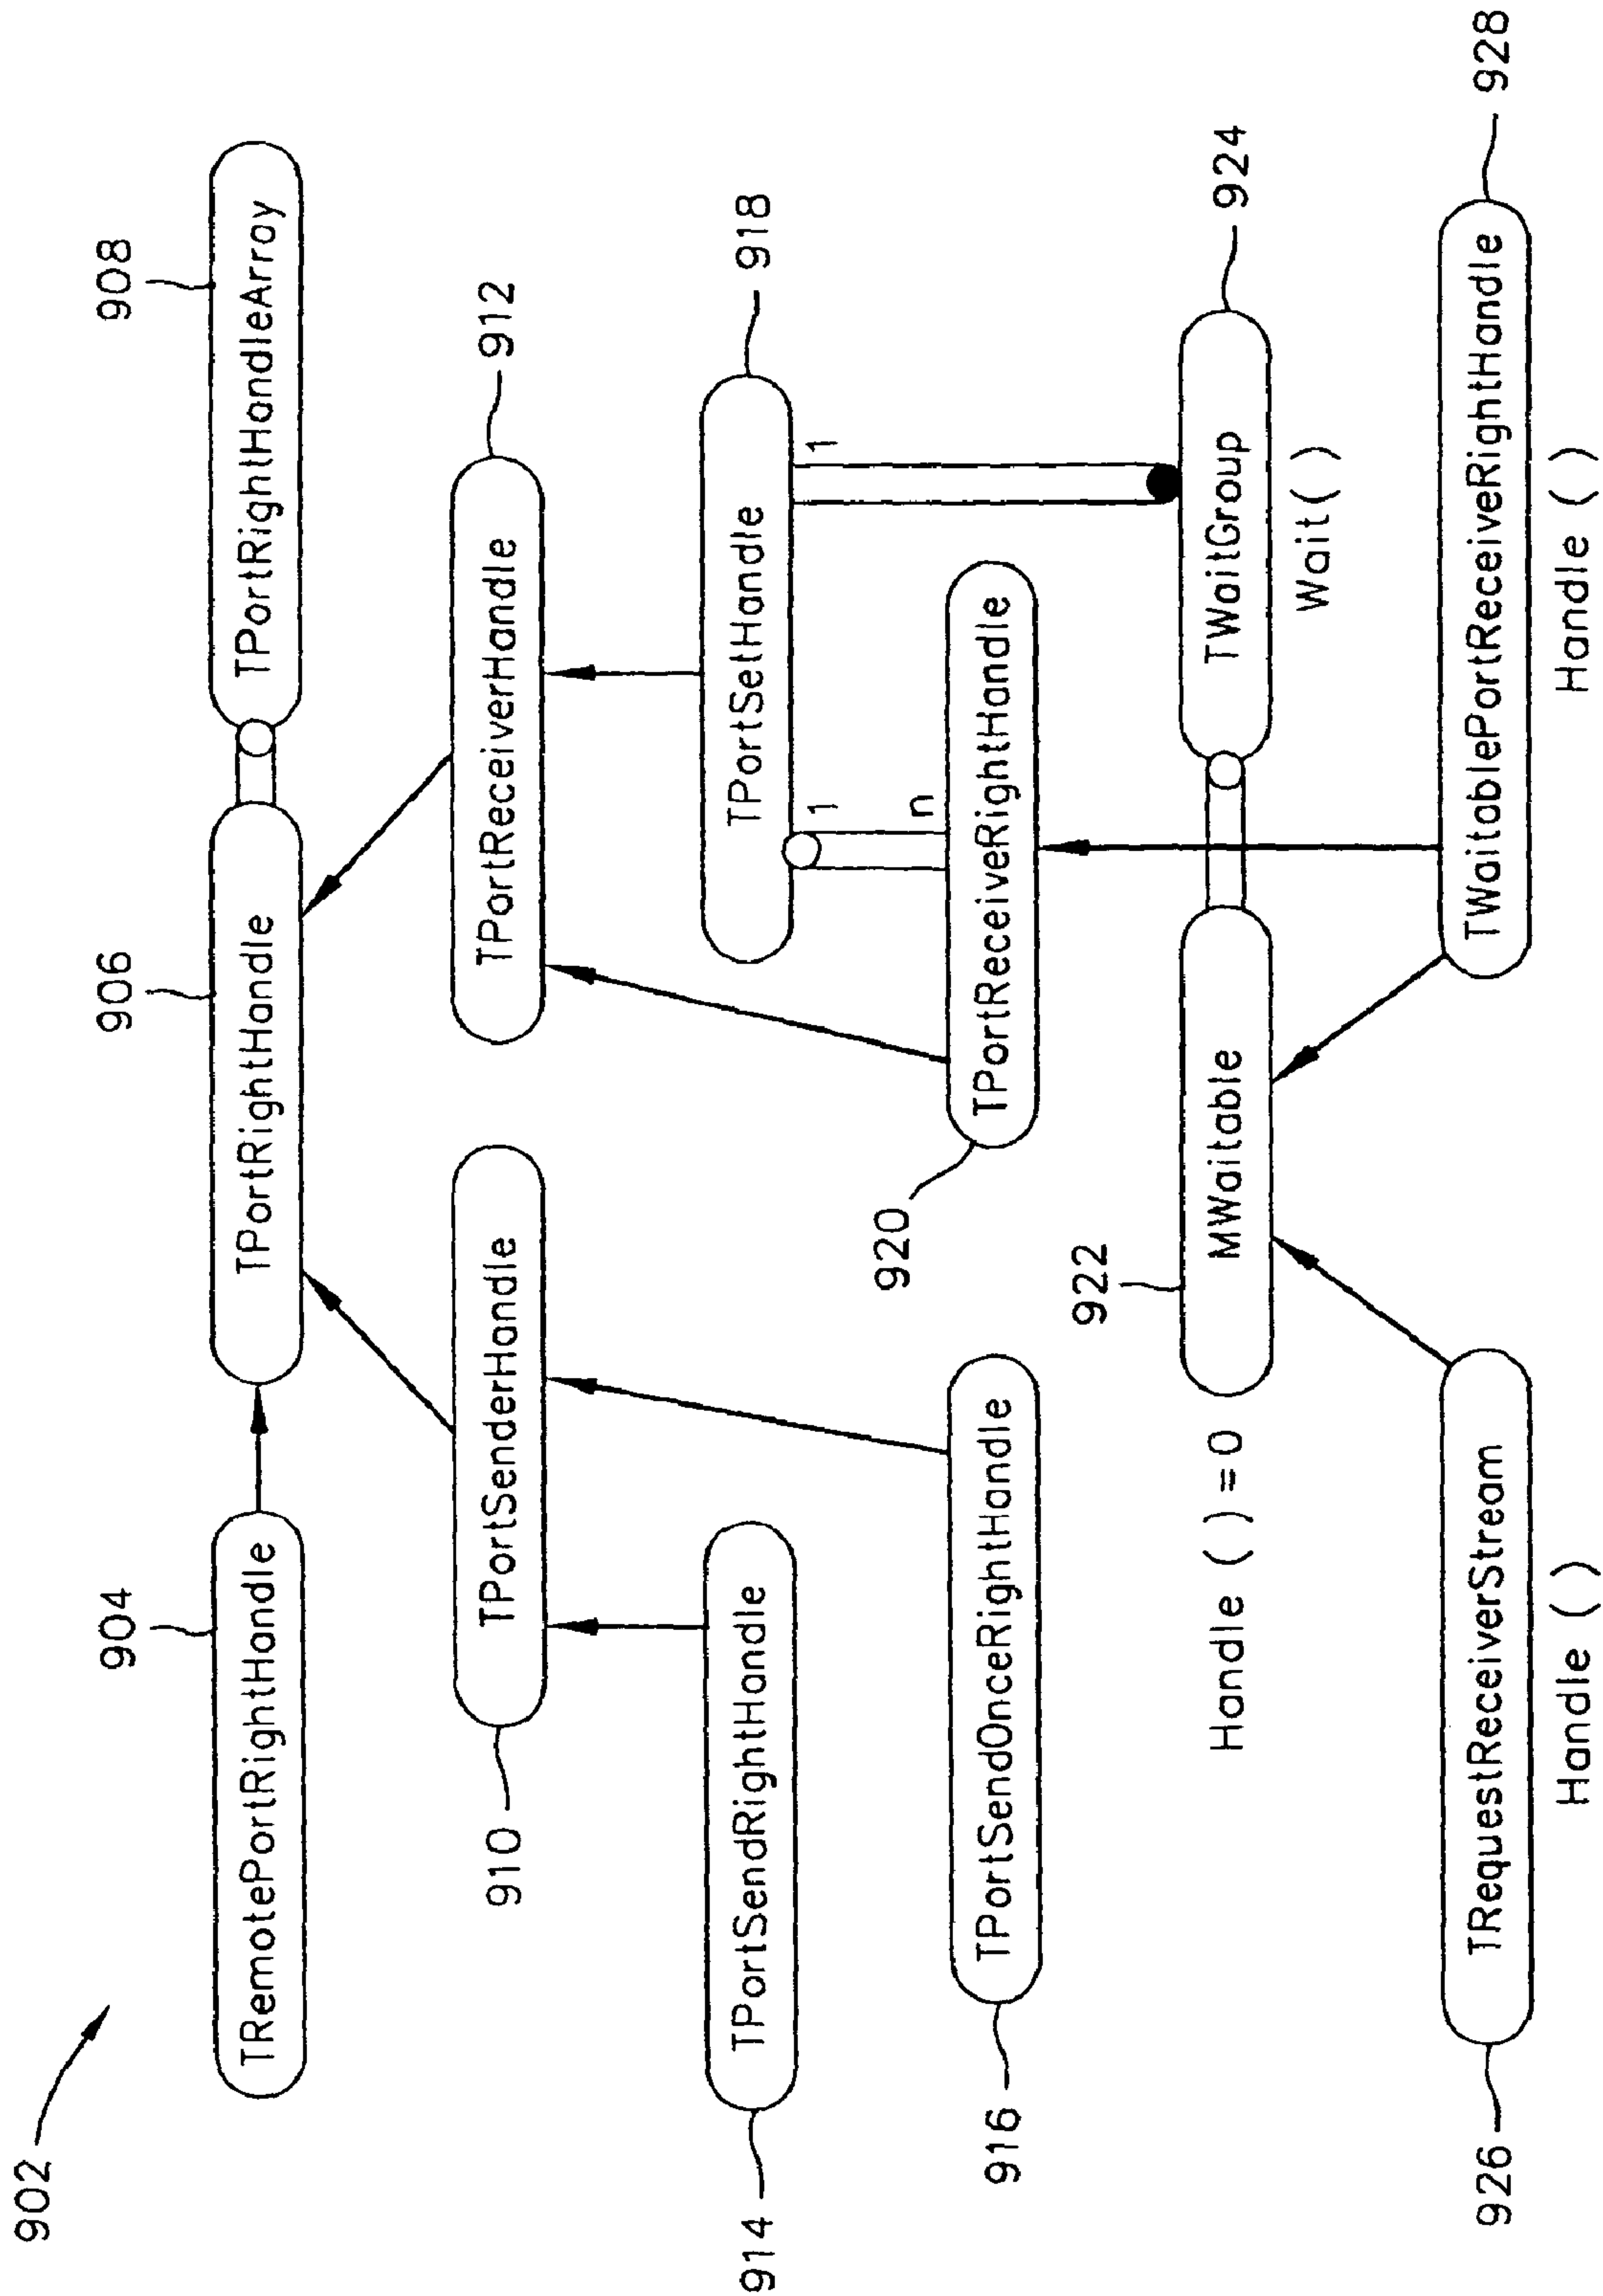 902
904
906
908
TRemotePortRightHandle
TPortRightHandle
TPortRightHandleArray
910
912
TPortSenderHandle
TPortReceiverHandle
914
918
TPortSendRightHandle
TPortSetHandle
1
1
n
916
920
TPortSendOnceRightHandle
TPortReceiveRightHandle
922
924
Handle ( ) = 0
MWaitable
TWaitGroup
Wait( )
926
928
TRequestReceiverStream
TWaitablePortReceiveRightHandle
Handle ( )
Handle ( )